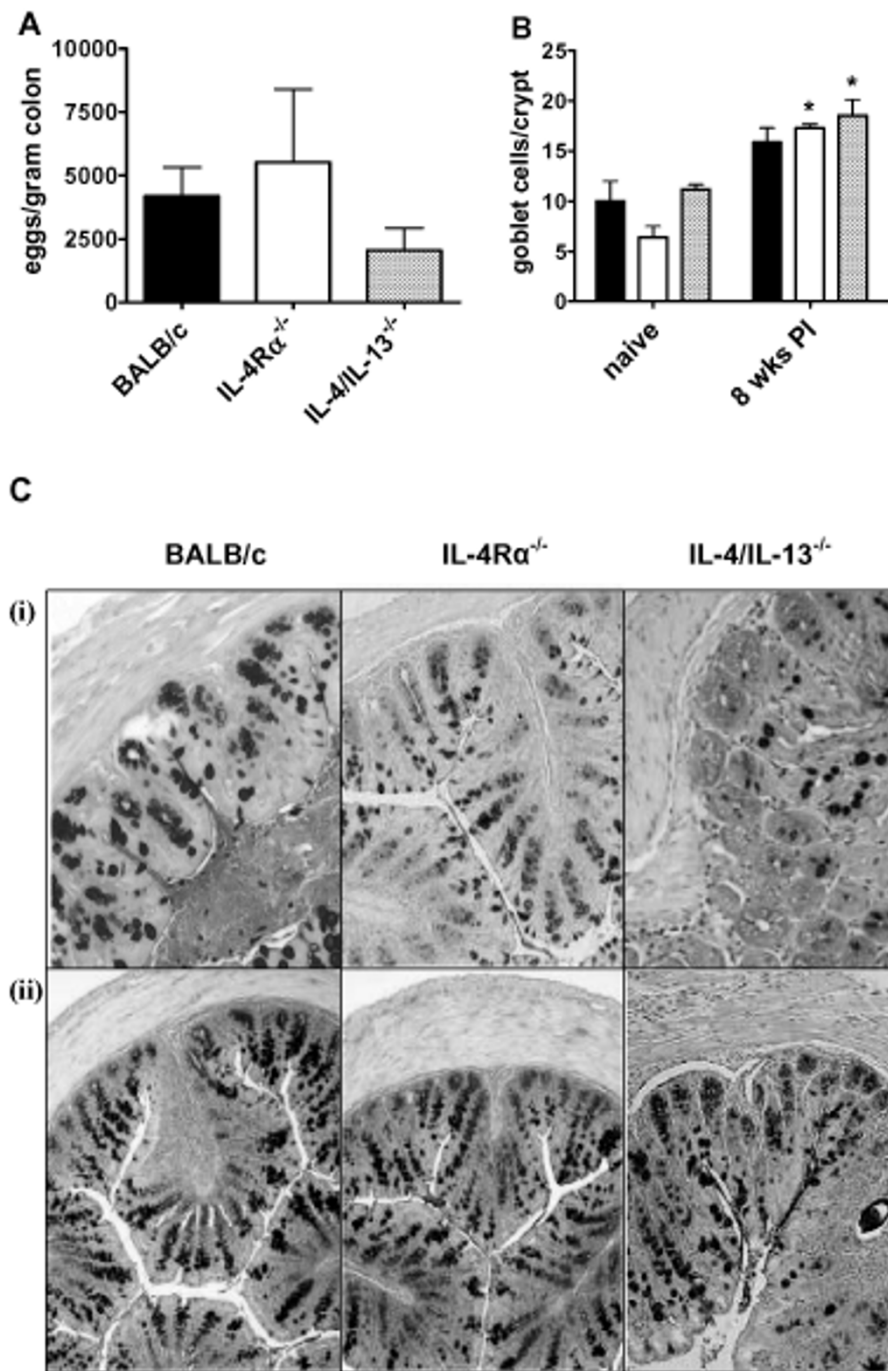 A
10000
7500
5000
2500
0
eggs/gram colon
BALB/c
IL-4Rα-/-
IL-4/IL-13-/-
B
25
20
15
10
5
0
goblet cells/crypt
* *
naive
8 wks PI
C
BALB/c IL-4Rα-/- IL-4/IL-13-/-
(i)
(ii)